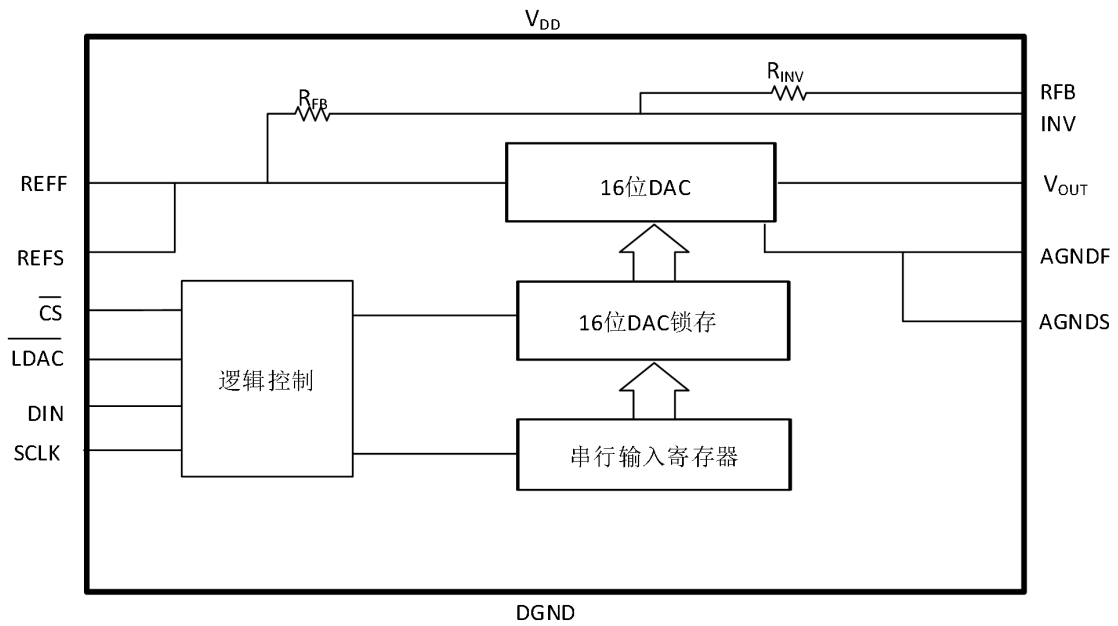 VDD
RINV
RFB
RFB
INV
REFF
16位DAC
VOUT
REFS
AGNDF
CS
16位DAC锁存
AGNDS
LDAC
逻辑控制
DIN
SCLK
串行输入寄存器
DGND